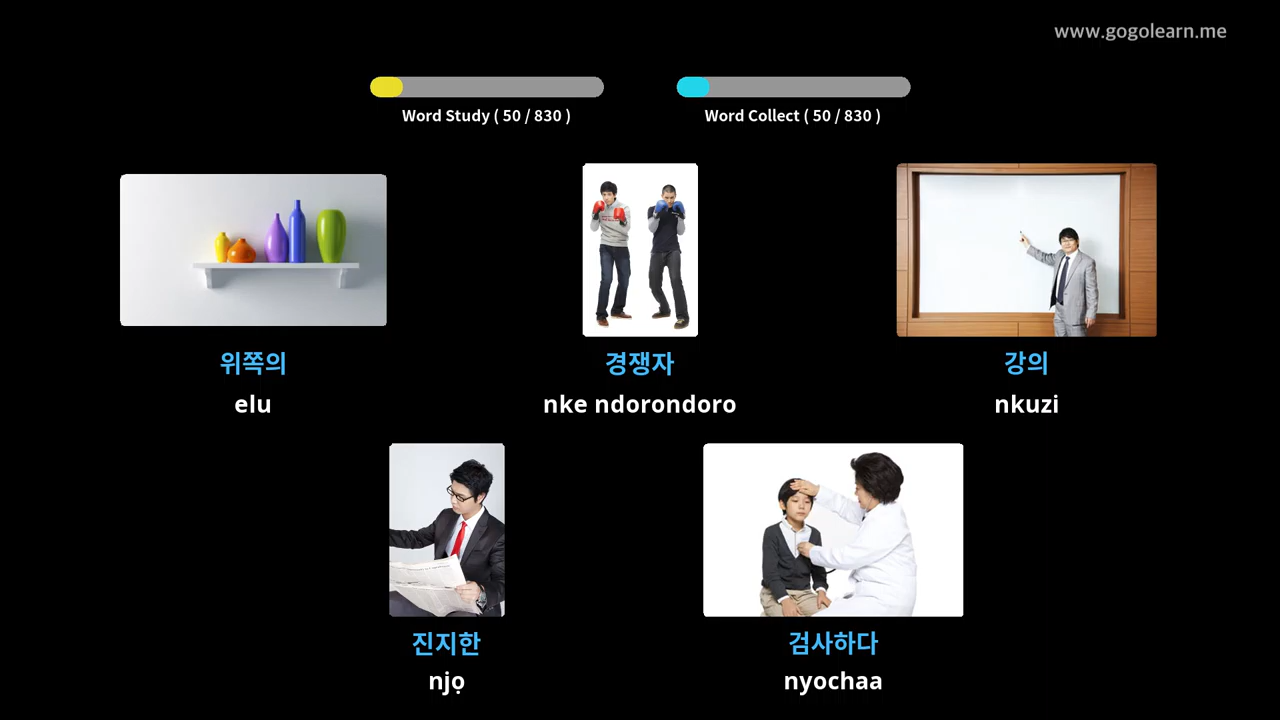 www.gogolearn.me
Word Study ( 50 / 830 )
Word Collect ( 50 / 830 )
위쪽의
elu
경쟁자
nke ndorondoro
강의
nkuzi
진지한
njọ
검사하다
nyochaa